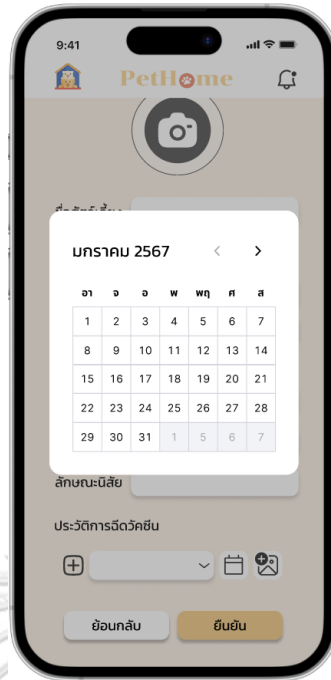 9:41
PetHome
ชื่อสัตว์เลี้ยง
มกราคม 2567
อา จ อ พ พฤ ศ ส
1 2 3 4 5 6 7
8 9 10 11 12 13 14
15 16 17 18 19 20 21
22 23 24 25 26 27 28
29 30 31 1 5 6 7
ลักษณะนิสัย
ประวัติการฉีดวัคซีน
ย้อนกลับ ยืนยัน